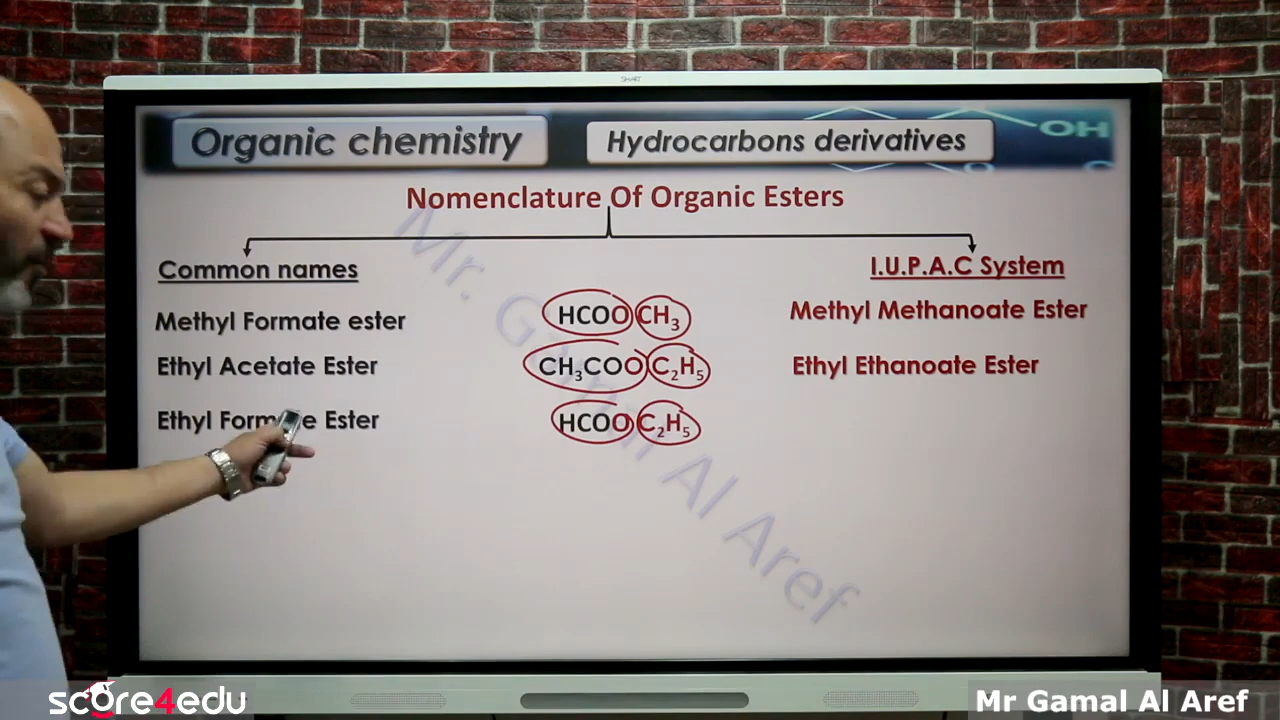 SMART
Organic chemistry
Hydrocarbons derivatives
OH
O
Nomenclature Of Organic Esters
Common names
I.U.P.A.C System
Methyl Formate ester
HCOOCH₃
Methyl Methanoate Ester
Ethyl Acetate Ester
CH₃COOC₂H₅
Ethyl Ethanoate Ester
Ethyl Formate Ester
HCOOC₂H₅
Mr. Gamal Al Aref
score4edu
Mr Gamal Al Aref